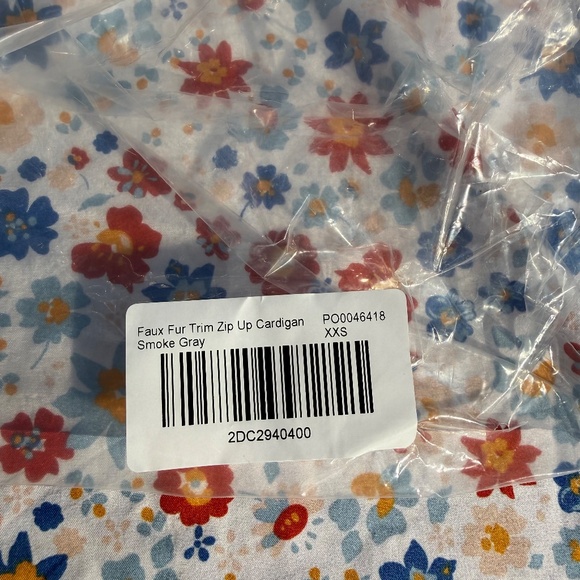 Faux Fur Trim Zip Up Cardigan PO0046418
Smoke Gray XXS
2DC2940400